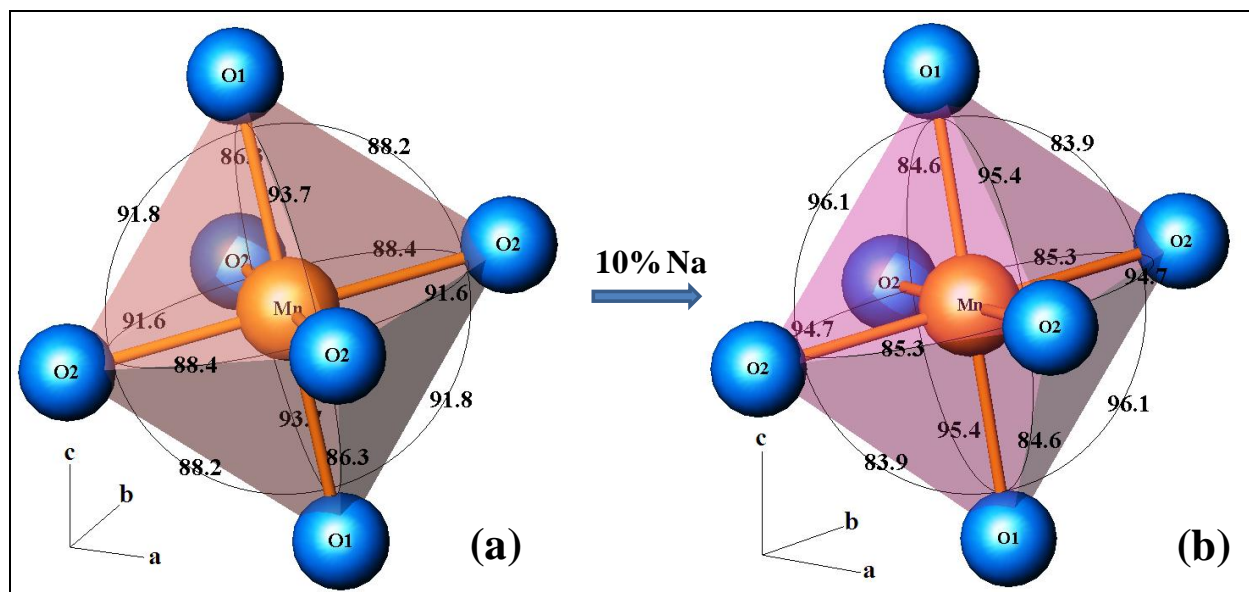 O1
88.2
86.3
93.7
91.8
O2
88.4
O2
91.6
Mn
91.6
O2
88.4
O2
91.8
93.7
86.3
88.2
O1
c
b
a
(a)
10% Na
O1
83.9
84.6
95.4
96.1
O2
85.3
94.7
O2
Mn
94.7
O2
85.3
O2
96.1
95.4
84.6
83.9
O1
c
b
a
(b)